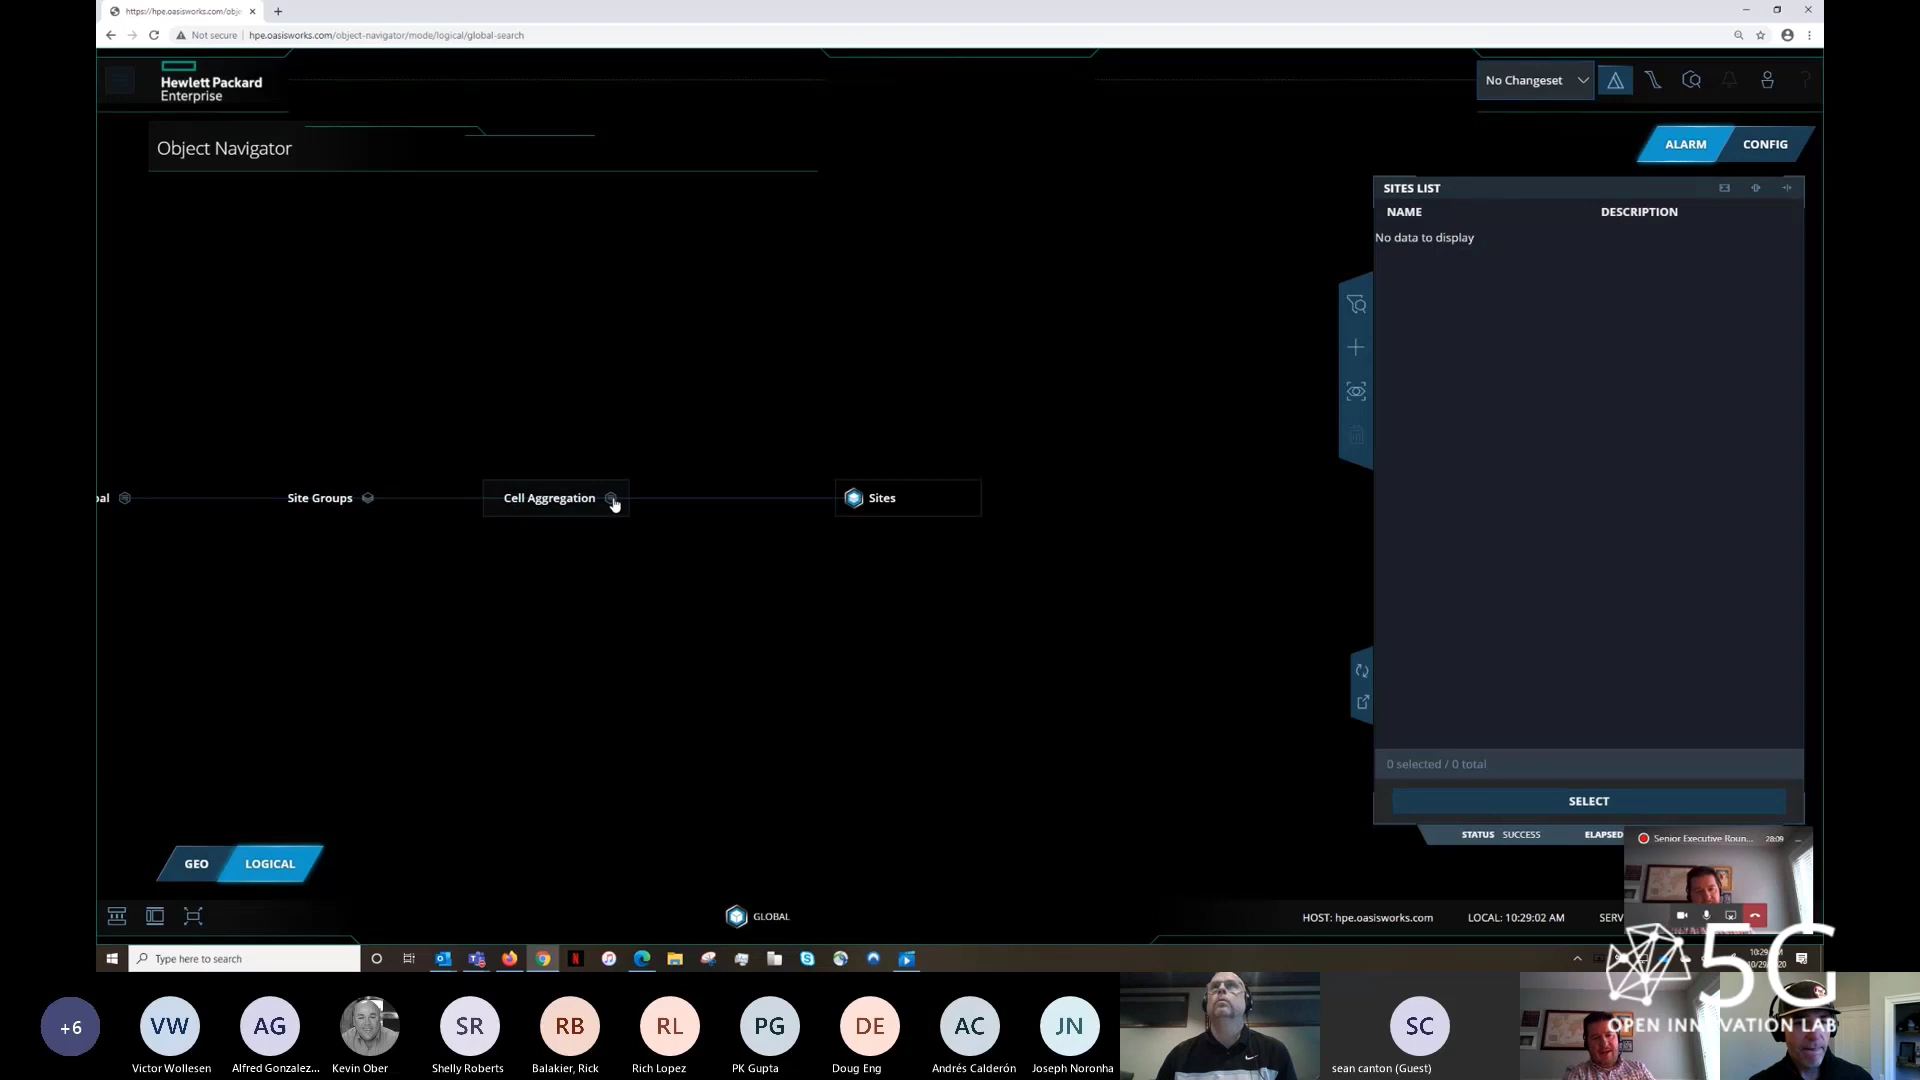 https://hpe.oasisworks.com/obje
Not secure
hpe.oasisworks.com/object-navigator/mode/logical/global-search
Hewlett Packard
Enterprise
No Changeset
Object Navigator
ALARM
CONFIG
SITES LIST
NAME
DESCRIPTION
No data to display
bal
Site Groups
Cell Aggregation
Sites
0 selected / 0 total
SELECT
STATUS SUCCESS
ELAPSED
Senior Executive Roun...
28:09
GEO
LOGICAL
GLOBAL
HOST: hpe.oasisworks.com
LOCAL: 10:29:02 AM
SERV
Type here to search
5G
OPEN INNOVATION LAB
+6
VW
AG
SR
RB
RL
PG
DE
AC
JN
SC
Victor Wollesen
Alfred Gonzalez...
Kevin Ober
Shelly Roberts
Balakier, Rick
Rich Lopez
PK Gupta
Doug Eng
Andrés Calderón
Joseph Noronha
sean canton (Guest)